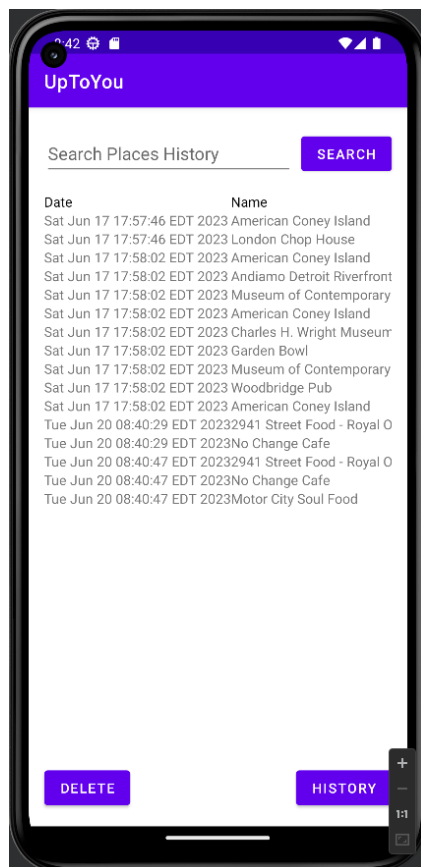 :42
UpToYou
Search Places History SEARCH
Date Name
Sat Jun 17 17:57:46 EDT 2023 American Coney Island
Sat Jun 17 17:57:46 EDT 2023 London Chop House
Sat Jun 17 17:58:02 EDT 2023 American Coney Island
Sat Jun 17 17:58:02 EDT 2023 Andiamo Detroit Riverfront
Sat Jun 17 17:58:02 EDT 2023 Museum of Contemporary
Sat Jun 17 17:58:02 EDT 2023 American Coney Island
Sat Jun 17 17:58:02 EDT 2023 Charles H. Wright Museum
Sat Jun 17 17:58:02 EDT 2023 Garden Bowl
Sat Jun 17 17:58:02 EDT 2023 Museum of Contemporary
Sat Jun 17 17:58:02 EDT 2023 Woodbridge Pub
Sat Jun 17 17:58:02 EDT 2023 American Coney Island
Tue Jun 20 08:40:29 EDT 20232941 Street Food - Royal O
Tue Jun 20 08:40:29 EDT 2023No Change Cafe
Tue Jun 20 08:40:47 EDT 20232941 Street Food - Royal O
Tue Jun 20 08:40:47 EDT 2023No Change Cafe
Tue Jun 20 08:40:47 EDT 2023Motor City Soul Food
DELETE HISTORY
1:1